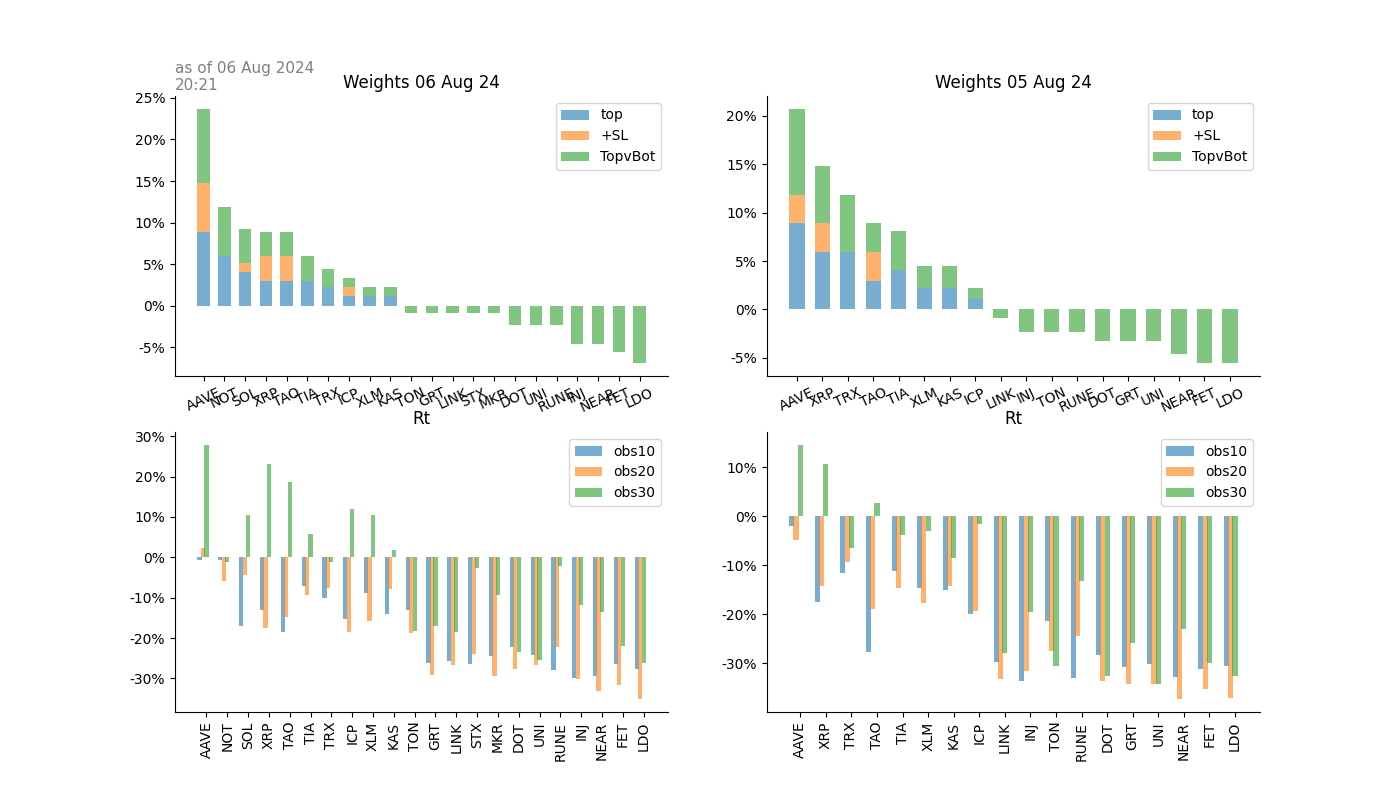 as of 06 Aug 2024
20:21
Weights 06 Aug 24
25%
20%
15%
10%
5%
0%
-5%
top
+SL
TopvBot
AAVE NOT SOL XRP TAO TIA TRX ICP XLM KAS TON GRT LINK STX MKR DOT UNI RUNE INJ NEAR FET LDO
Weights 05 Aug 24
20%
15%
10%
5%
0%
-5%
top
+SL
TopvBot
AAVE XRP TRX TAO TIA XLM KAS ICP LINK INJ TON RUNE DOT GRT UNI NEAR FET LDO
Rt
30%
20%
10%
0%
-10%
-20%
-30%
obs10
obs20
obs30
AAVE NOT SOL XRP TAO TIA TRX ICP XLM KAS TON GRT LINK STX MKR DOT UNI RUNE INJ NEAR FET LDO
Rt
10%
0%
-10%
-20%
-30%
obs10
obs20
obs30
AAVE XRP TRX TAO TIA XLM KAS ICP LINK INJ TON RUNE DOT GRT UNI NEAR FET LDO